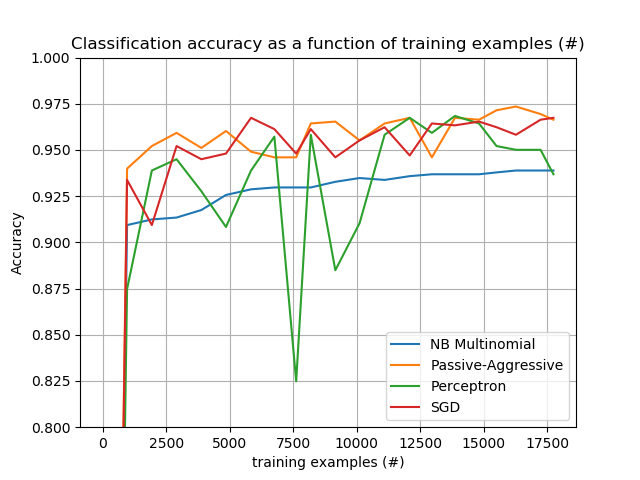 Classification accuracy as a function of training examples (#)
1.000
0.975
0.950
0.925
0.900
0.875
0.850
0.825
0.800
Accuracy
NB Multinomial
Passive-Aggressive
Perceptron
SGD
0 2500 5000 7500 10000 12500 15000 17500
training examples (#)